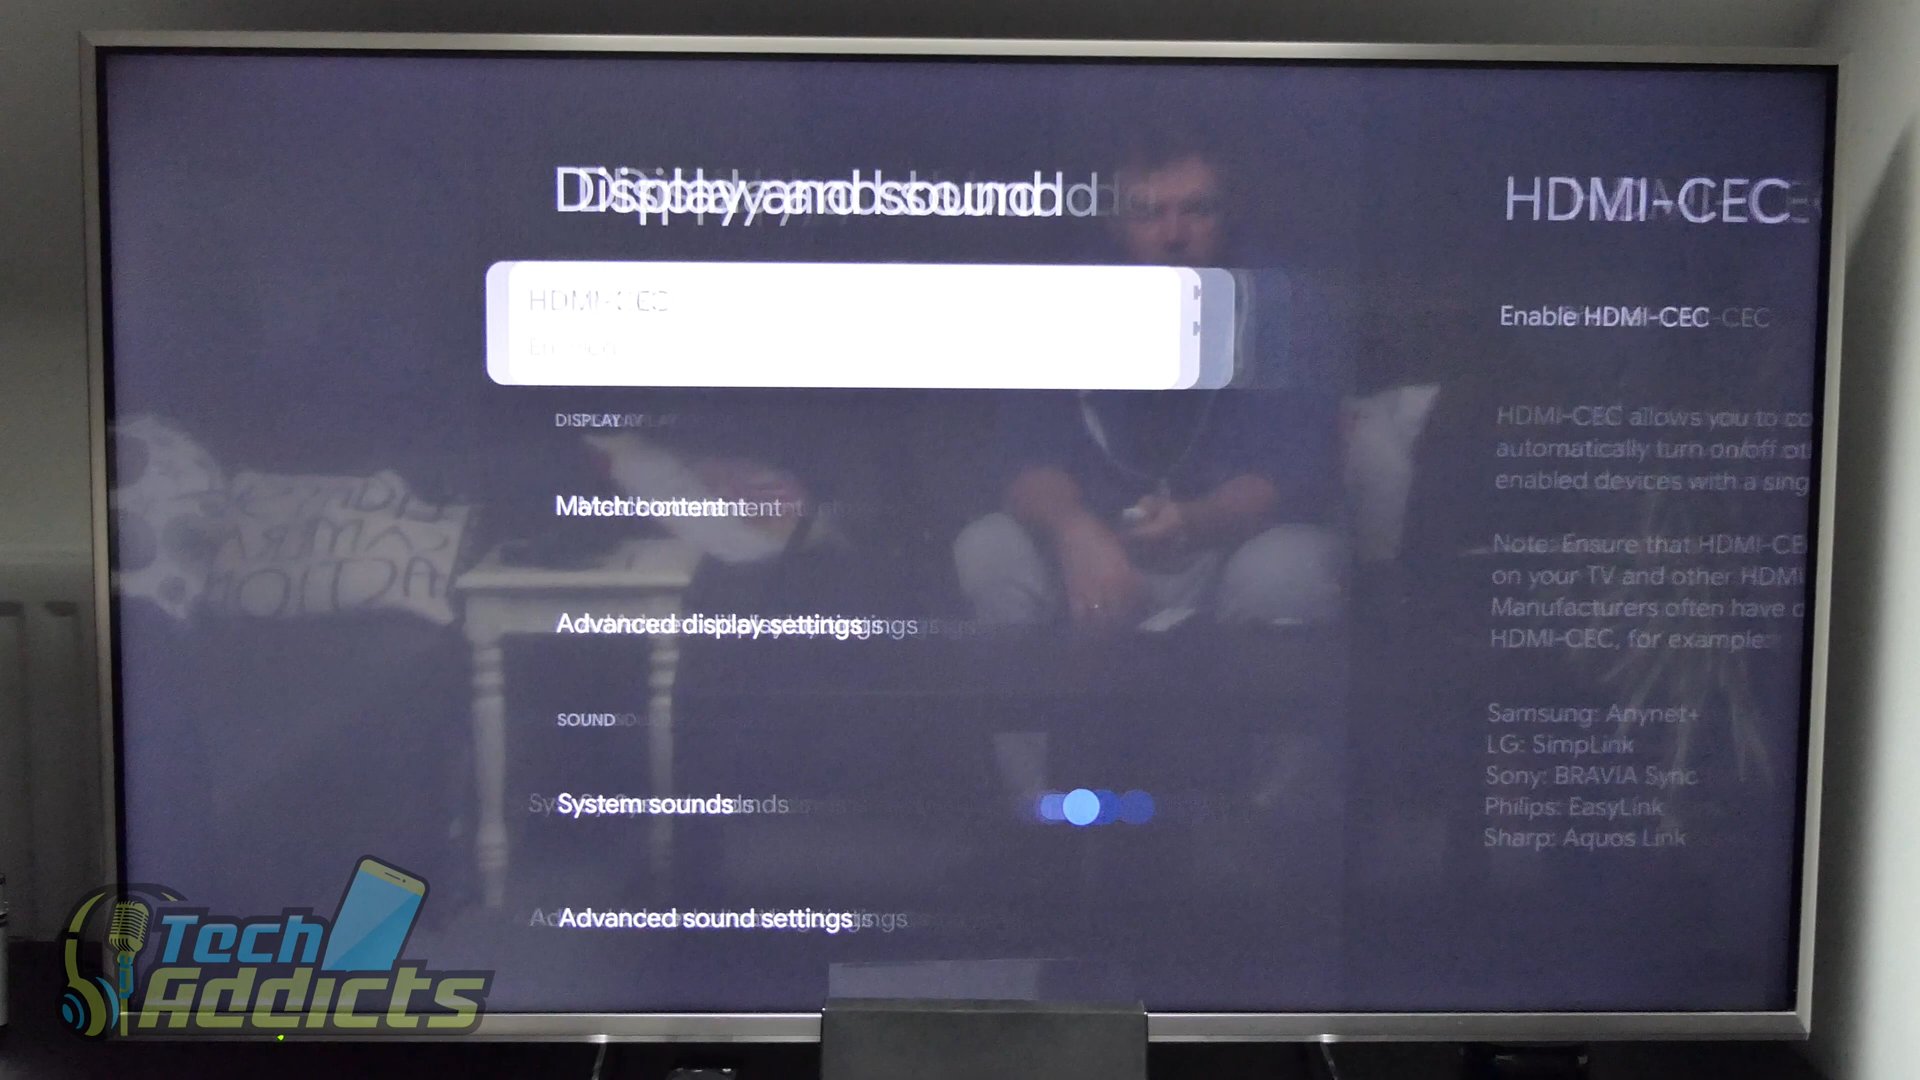 Display and sound
HDMI-CEC
DISPLAY
Match content
Advanced display settings
SOUND
System sounds
Advanced sound settings
HDMI-CEC
Enable HDMI-CEC
HDMI-CEC allows you to
automatically turn on/off
enabled devices with a
Note: Ensure that HDMI-CE
on your TV and other HDMI
Manufacturers often have
HDMI-CEC, for example:
Samsung: Anynet+
LG: SimpLink
Sony: BRAVIA Sync
Philips: EasyLink
Sharp: Aquos Link
Tech
Addicts